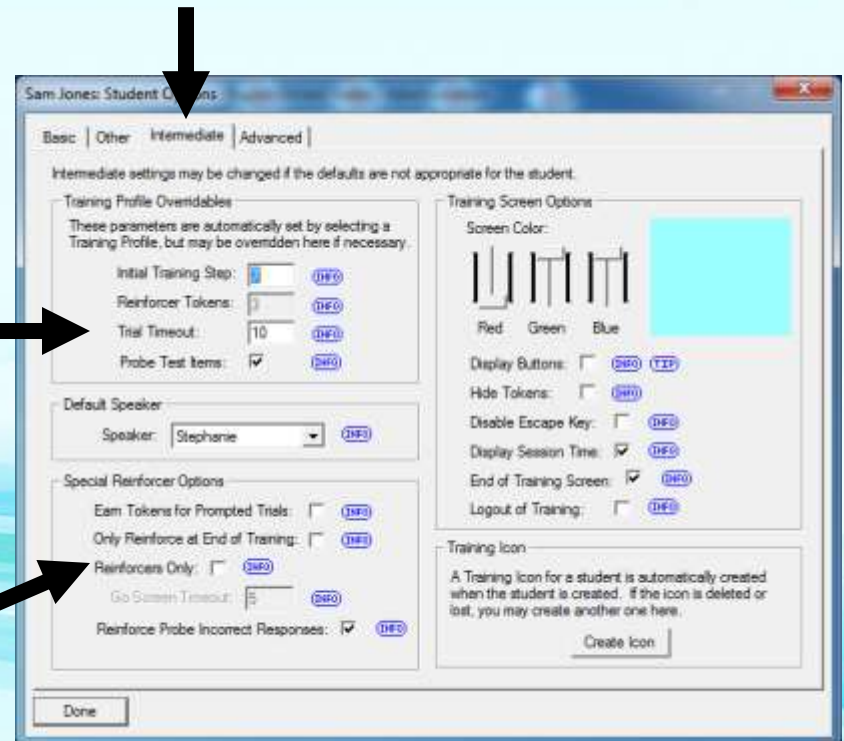 Sam Jones: Student
Basic | Other | Intermediate | Advanced |
Intermediate settings may be changed if the defaults are not appropriate for the student.
Training Profile Overridables
These parameters are automatically set by selecting a
Training Profile, but may be overridden here if necessary.
Initial Training Step: INFO
Reinforcer Tokens: 3 INFO
Trial Timeout: 10 INFO
Probe Test Items: INFO
Default Speaker
Speaker: Stephanie INFO
Special Reinforcer Options
Earn Tokens for Prompted Trials: INFO
Only Reinforce at End of Training: INFO
Reinforcers Only: INFO
Go Screen Timeout: 5 INFO
Reinforce Probe Incorrect Responses: INFO
Training Screen Options
Screen Color:
Red Green Blue
Display Buttons: INFO TIP
Hide Tokens: INFO
Disable Escape Key: INFO
Display Session Time: INFO
End of Training Screen: INFO
Logout of Training: INFO
Training Icon
A Training Icon for a student is automatically created
when the student is created. If the icon is deleted or
lost, you may create another one here.
Create Icon
Done